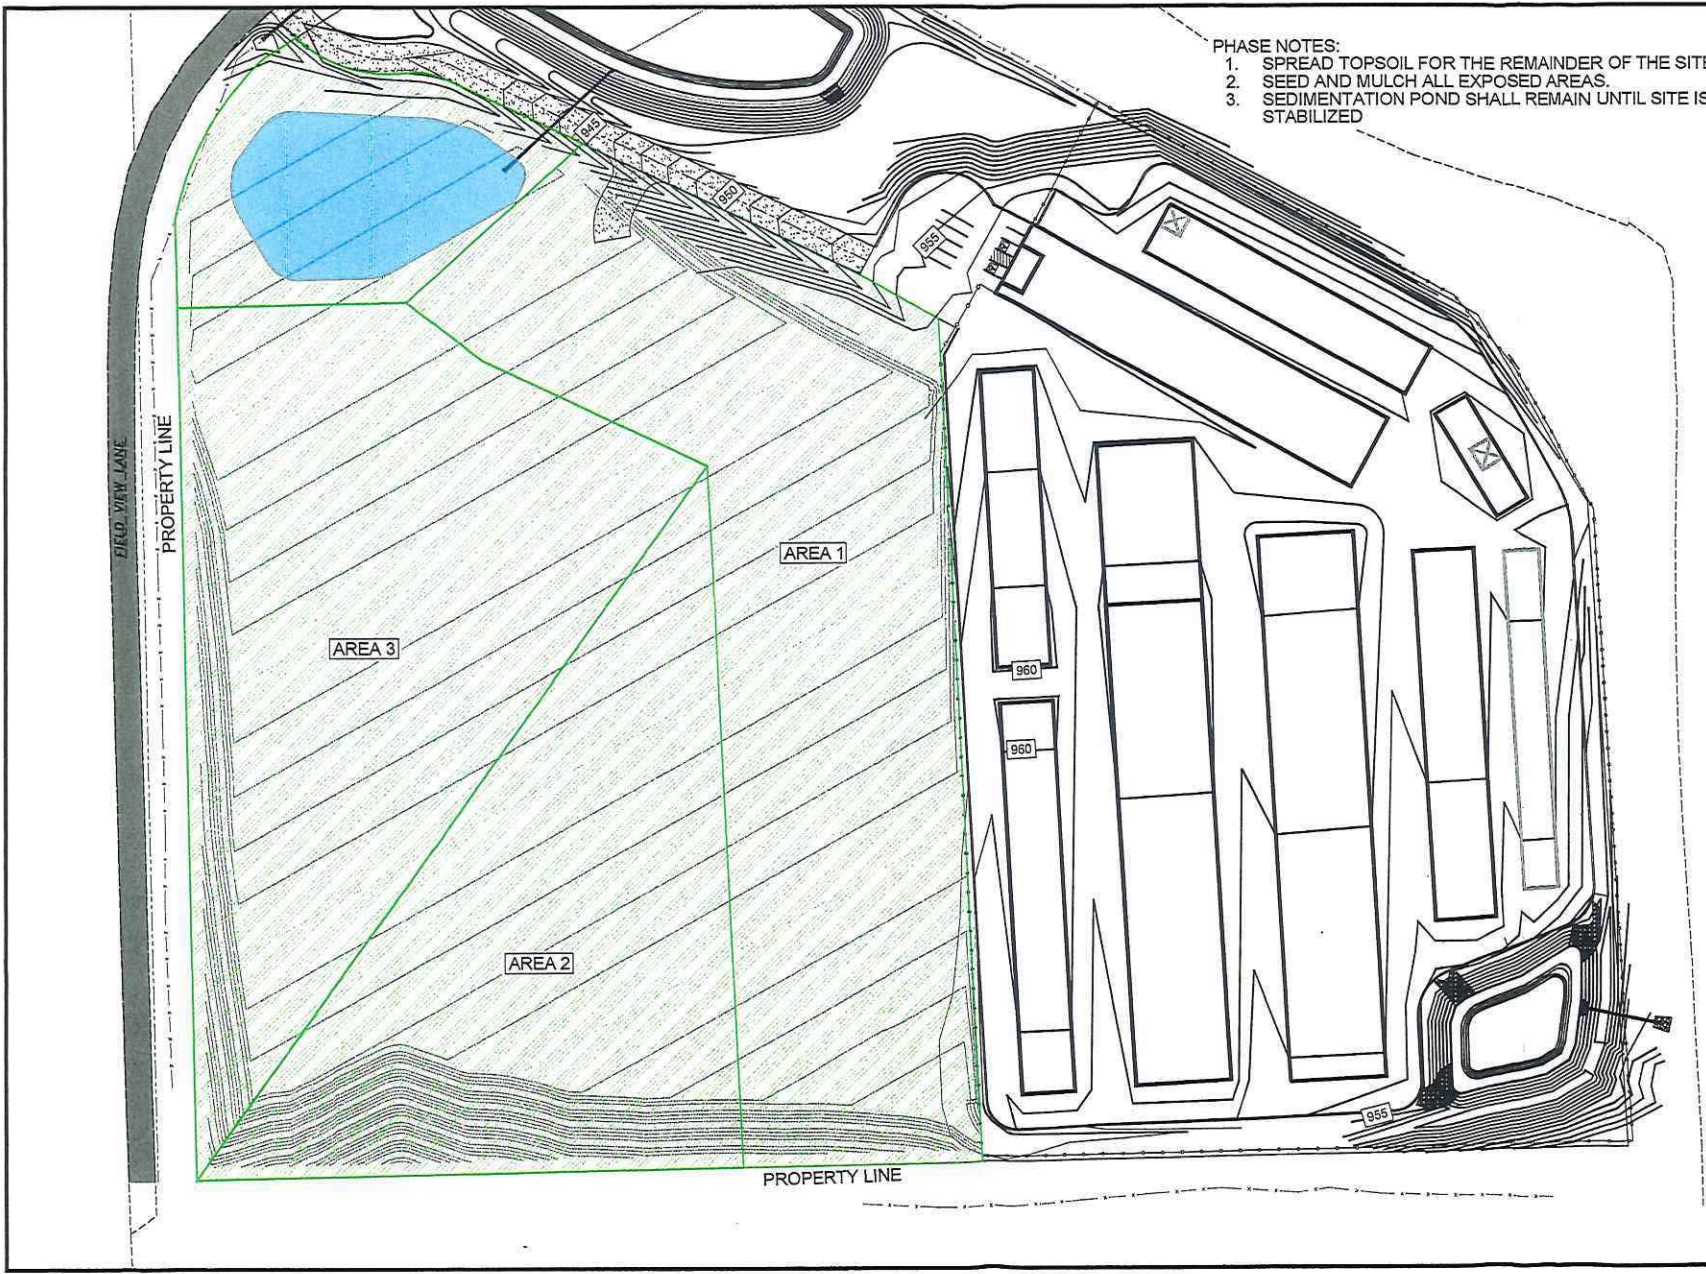 PHASE NOTES:
1. SPREAD TOPSOIL FOR THE REMAINDER OF THE SITE
2. SEED AND MULCH ALL EXPOSED AREAS.
3. SEDIMENTATION POND SHALL REMAIN UNTIL SITE IS
STABILIZED
945
950
955
FIELD VIEW LANE
PROPERTY LINE
AREA 1
AREA 3
960
960
AREA 2
955
PROPERTY LINE